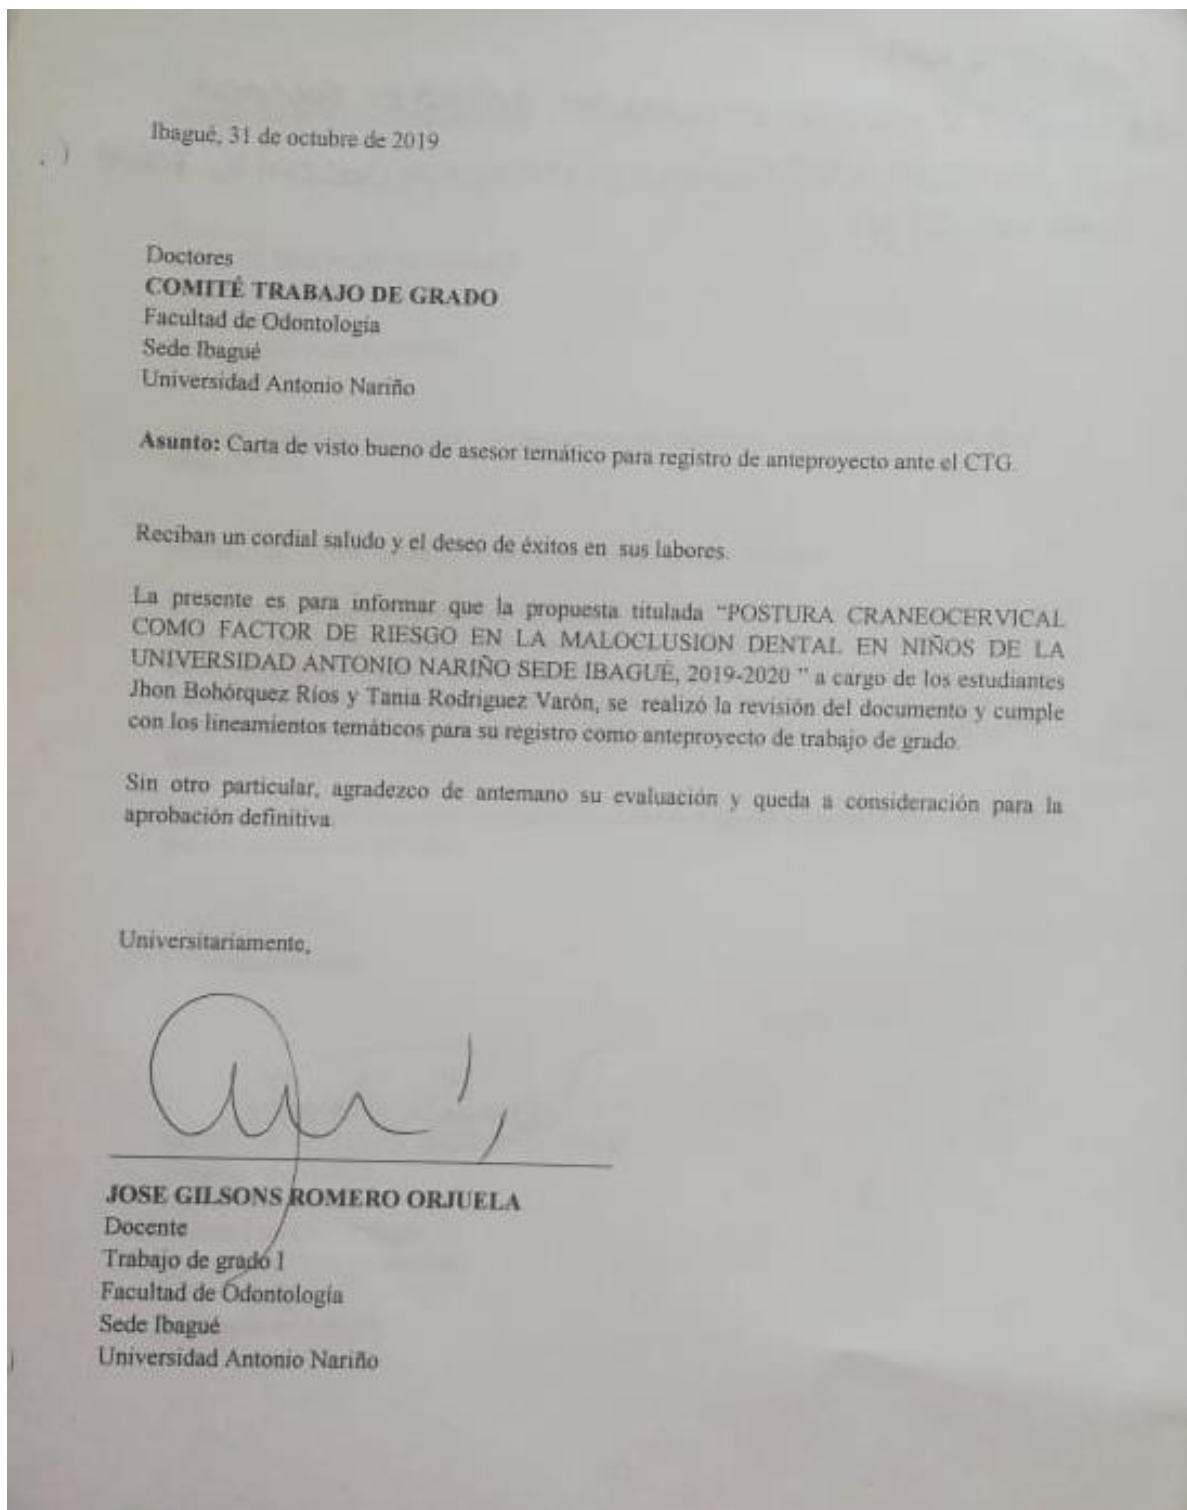 Ibagué, 31 de octubre de 2019
Doctores
COMITÉ TRABAJO DE GRADO
Facultad de Odontología
Sede Ibagué
Universidad Antonio Nariño
Asunto: Carta de visto bueno de asesor temático para registro de anteproyecto ante el CTG.
Reciban un cordial saludo y el deseo de éxitos en sus labores.
La presente es para informar que la propuesta titulada “POSTURA CRANEOCERVICAL
COMO FACTOR DE RIESGO EN LA MALOCLUSION DENTAL EN NIÑOS DE LA
UNIVERSIDAD ANTONIO NARIÑO SEDE IBAGUÉ, 2019-2020 ” a cargo de los estudiantes
Jhon Bohórquez Ríos y Tania Rodríguez Varón, se realizó la revisión del documento y cumple
con los lineamientos temáticos para su registro como anteproyecto de trabajo de grado.
Sin otro particular, agradezco de antemano su evaluación y queda a consideración para la
aprobación definitiva.
Universitariamente,
JOSE GILSONS ROMERO ORJUELA
Docente
Trabajo de grado I
Facultad de Odontología
Sede Ibagué
Universidad Antonio Nariño